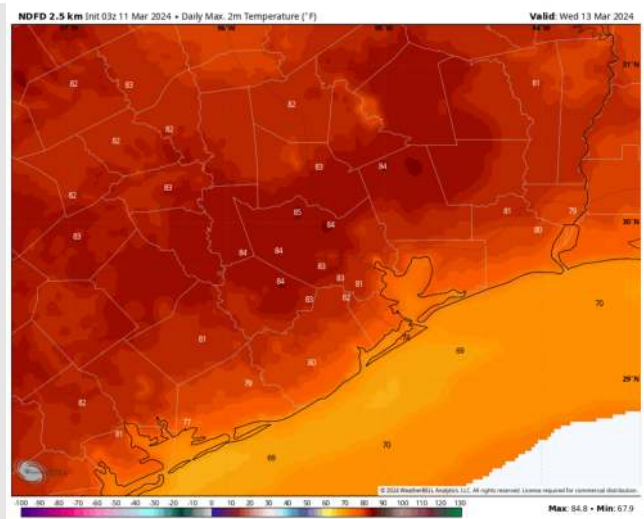 NDFD 2.5 km Init 03z 11 Mar 2024 • Daily Max. 2m Temperature (°F)
Valid: Wed 13 Mar 2024
96°W 94°W
31°N
82 83 82 81
82 82
83 83 84
82
85 81 79
83 84 80 30°N
84 84
83
84 83 81
83 82
70
81 69
80 29°N
79
82
77
81
70
69
© 2024 WeatherBELL Analytics, LLC. All rights reserved. License required for commercial distribution.
-100 -90 -80 -70 -60 -50 -40 -30 -20 -10 0 10 20 30 40 50 60 70 80 90 100 110 120 130
Max: 84.8 • Min: 67.9